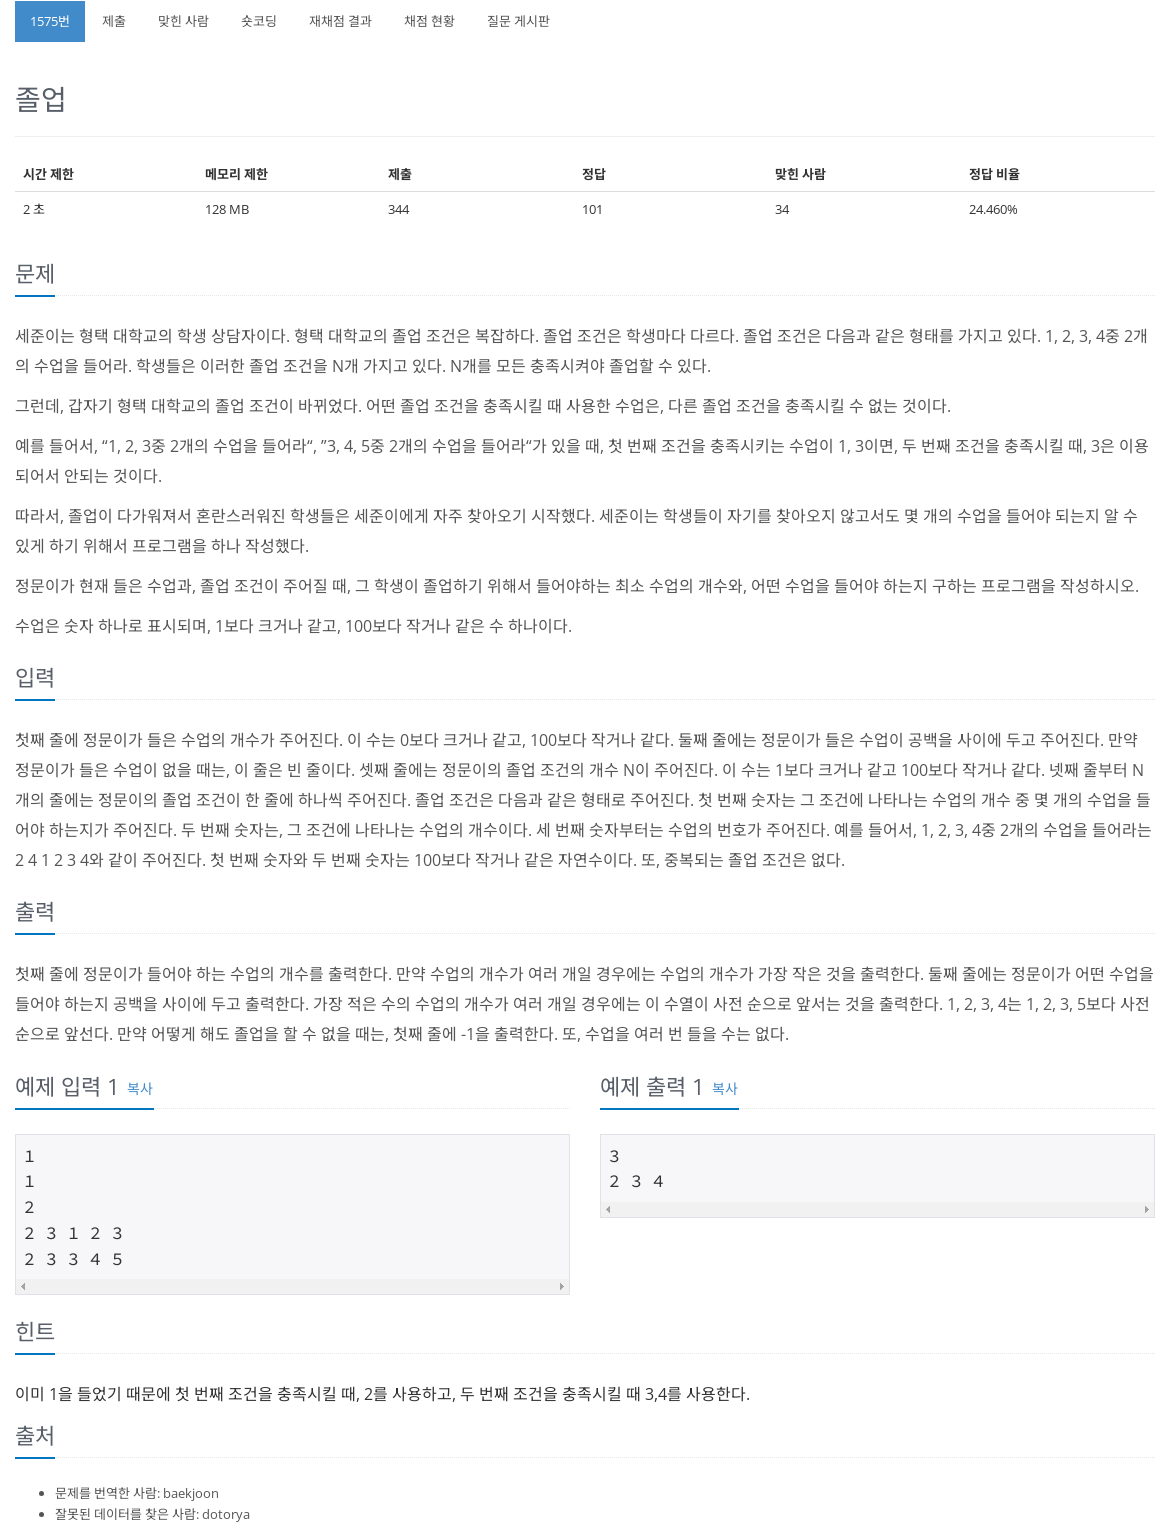 1575번 제출 맞힌 사람 숏코딩 재채점 결과 채점 현황 질문 게시판
졸업
시간 제한 메모리 제한 제출 정답 맞힌 사람 정답 비율
2 초 128 MB 344 101 34 24.460%
문제
세준이는 형택 대학교의 학생 상담자이다. 형택 대학교의 졸업 조건은 복잡하다. 졸업 조건은 학생마다 다르다. 졸업 조건은 다음과 같은 형태를 가지고 있다. 1, 2, 3, 4중 2개
의 수업을 들어라. 학생들은 이러한 졸업 조건을 N개 가지고 있다. N개를 모든 충족시켜야 졸업할 수 있다.
그런데, 갑자기 형택 대학교의 졸업 조건이 바뀌었다. 어떤 졸업 조건을 충족시킬 때 사용한 수업은, 다른 졸업 조건을 충족시킬 수 없는 것이다.
예를 들어서, “1, 2, 3중 2개의 수업을 들어라“, ”3, 4, 5중 2개의 수업을 들어라“가 있을 때, 첫 번째 조건을 충족시키는 수업이 1, 3이면, 두 번째 조건을 충족시킬 때, 3은 이용
되어서 안되는 것이다.
따라서, 졸업이 다가워져서 혼란스러워진 학생들은 세준이에게 자주 찾아오기 시작했다. 세준이는 학생들이 자기를 찾아오지 않고서도 몇 개의 수업을 들어야 되는지 알 수
있게 하기 위해서 프로그램을 하나 작성했다.
정문이가 현재 들은 수업과, 졸업 조건이 주어질 때, 그 학생이 졸업하기 위해서 들어야하는 최소 수업의 개수와, 어떤 수업을 들어야 하는지 구하는 프로그램을 작성하시오.
수업은 숫자 하나로 표시되며, 1보다 크거나 같고, 100보다 작거나 같은 수 하나이다.
입력
첫째 줄에 정문이가 들은 수업의 개수가 주어진다. 이 수는 0보다 크거나 같고, 100보다 작거나 같다. 둘째 줄에는 정문이가 들은 수업이 공백을 사이에 두고 주어진다. 만약
정문이가 들은 수업이 없을 때는, 이 줄은 빈 줄이다. 셋째 줄에는 정문이의 졸업 조건의 개수 N이 주어진다. 이 수는 1보다 크거나 같고 100보다 작거나 같다. 넷째 줄부터 N
개의 줄에는 정문이의 졸업 조건이 한 줄에 하나씩 주어진다. 졸업 조건은 다음과 같은 형태로 주어진다. 첫 번째 숫자는 그 조건에 나타나는 수업의 개수 중 몇 개의 수업을 들
어야 하는지가 주어진다. 두 번째 숫자는, 그 조건에 나타나는 수업의 개수이다. 세 번째 숫자부터는 수업의 번호가 주어진다. 예를 들어서, 1, 2, 3, 4중 2개의 수업을 들어라는
2 4 1 2 3 4와 같이 주어진다. 첫 번째 숫자와 두 번째 숫자는 100보다 작거나 같은 자연수이다. 또, 중복되는 졸업 조건은 없다.
출력
첫째 줄에 정문이가 들어야 하는 수업의 개수를 출력한다. 만약 수업의 개수가 여러 개일 경우에는 수업의 개수가 가장 작은 것을 출력한다. 둘째 줄에는 정문이가 어떤 수업을
들어야 하는지 공백을 사이에 두고 출력한다. 가장 적은 수의 수업의 개수가 여러 개일 경우에는 이 수열이 사전 순으로 앞서는 것을 출력한다. 1, 2, 3, 4는 1, 2, 3, 5보다 사전
순으로 앞선다. 만약 어떻게 해도 졸업을 할 수 없을 때는, 첫째 줄에 -1을 출력한다. 또, 수업을 여러 번 들을 수는 없다.
예제 입력 1 복사
1
1
2
2 3 1 2 3
2 3 3 4 5
예제 출력 1 복사
3
2 3 4
힌트
이미 1을 들었기 때문에 첫 번째 조건을 충족시킬 때, 2를 사용하고, 두 번째 조건을 충족시킬 때 3,4를 사용한다.
출처
문제를 번역한 사람: baekjoon
잘못된 데이터를 찾은 사람: dotorya